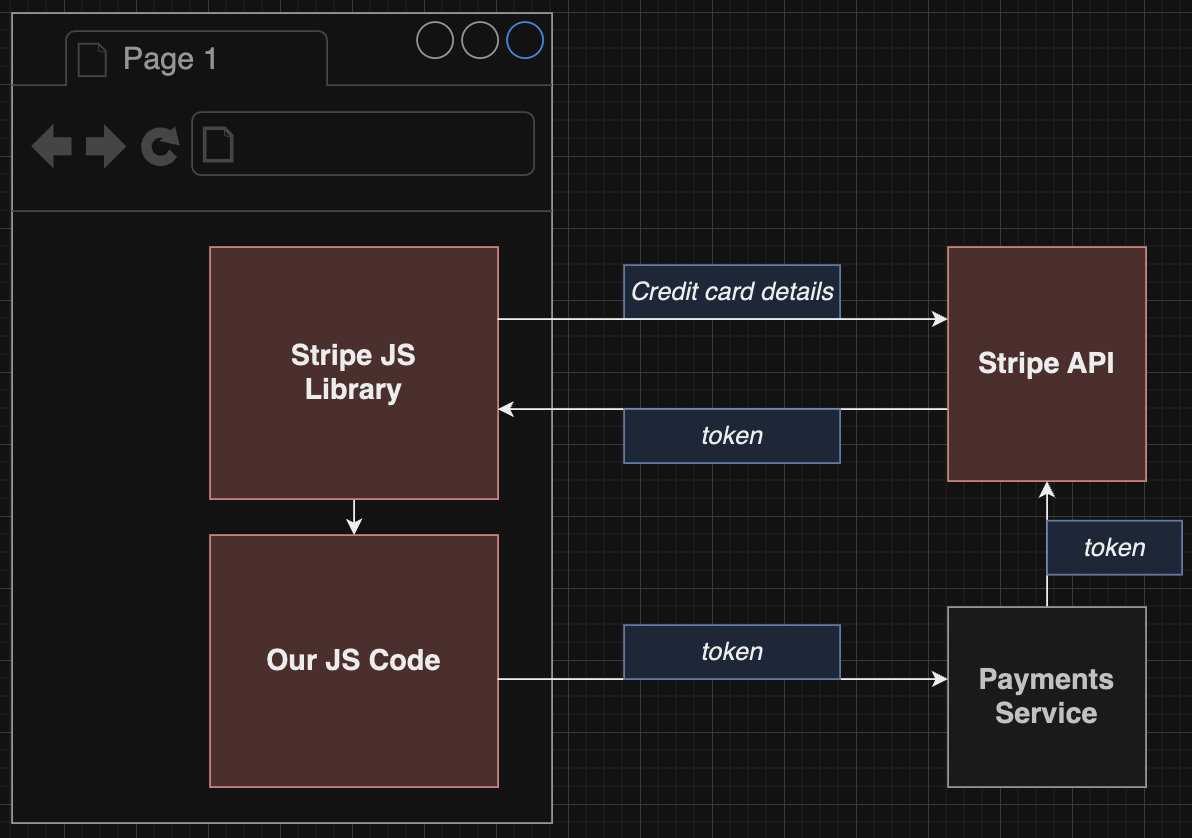 Page 1
Credit card details
Stripe JS
Library
Stripe API
token
token
Our JS Code
token
Payments
Service